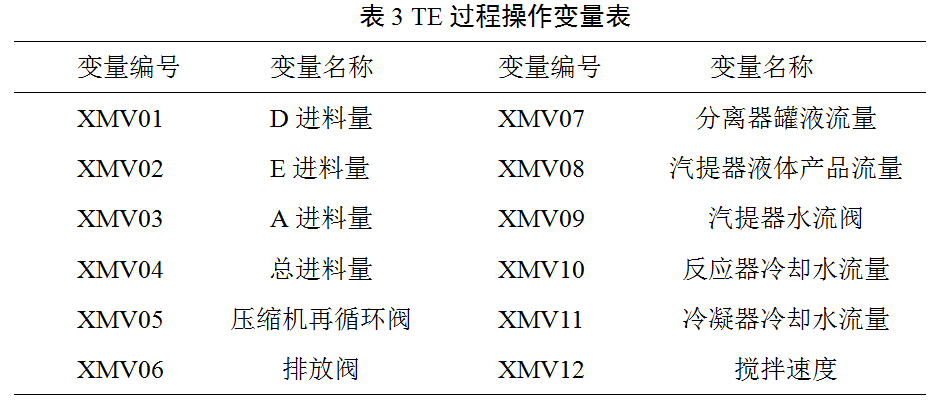 表 3 TE 过程操作变量表
变量编号 变量名称 变量编号 变量名称
XMV01 D 进料量 XMV07 分离器罐液流量
XMV02 E 进料量 XMV08 汽提器液体产品流量
XMV03 A 进料量 XMV09 汽提器水流阀
XMV04 总进料量 XMV10 反应器冷却水流量
XMV05 压缩机再循环阀 XMV11 冷凝器冷却水流量
XMV06 排放阀 XMV12 搅拌速度